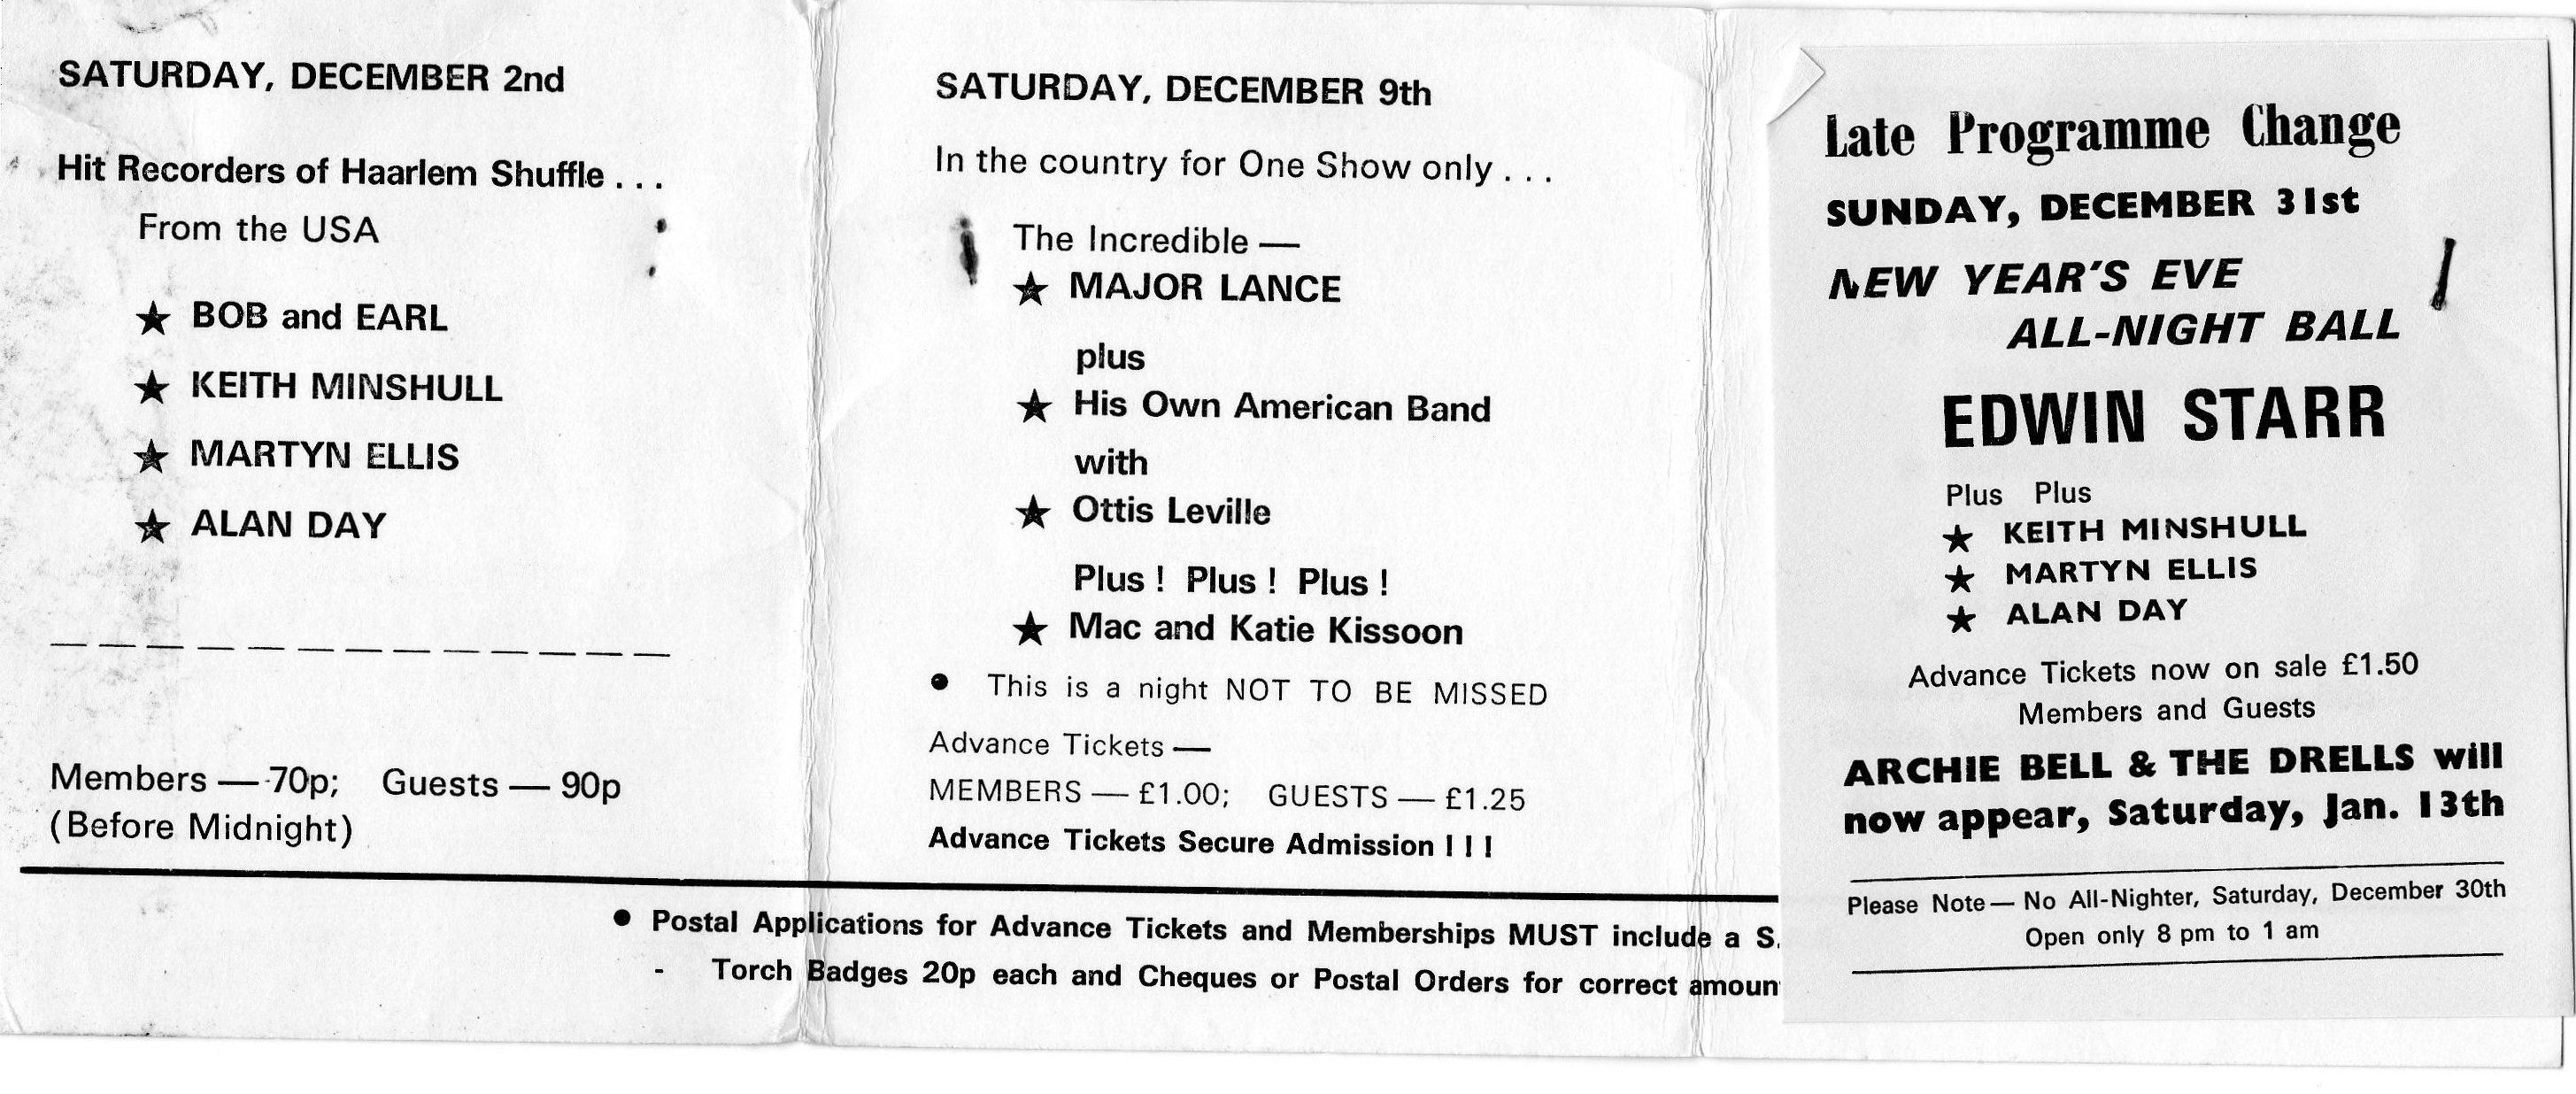 SATURDAY, DECEMBER 2nd
Hit Recorders of Haarlem Shuffle . . .
From the USA
★ BOB and EARL
★ KEITH MINSHULL
★ MARTYN ELLIS
★ ALAN DAY
Members — 70p; Guests — 90p
(Before Midnight)
SATURDAY, DECEMBER 9th
In the country for One Show only . . .
The Incredible —
★ MAJOR LANCE
plus
★ His Own American Band
with
★ Ottis Leville
Plus ! Plus ! Plus !
★ Mac and Katie Kissoon
● This is a night NOT TO BE MISSED
Advance Tickets —
MEMBERS — £1.00; GUESTS — £1.25
Advance Tickets Secure Admission ! ! !
● Postal Applications for Advance Tickets and Memberships MUST include a S.
- Torch Badges 20p each and Cheques or Postal Orders for correct amoun
Late Programme Change
SUNDAY, DECEMBER 31st
NEW YEAR'S EVE
ALL-NIGHT BALL
EDWIN STARR
Plus Plus
★ KEITH MINSHULL
★ MARTYN ELLIS
★ ALAN DAY
Advance Tickets now on sale £1.50
Members and Guests
ARCHIE BELL & THE DRELLS will
now appear, Saturday, Jan. 13th
Please Note — No All-Nighter, Saturday, December 30th
Open only 8 pm to 1 am